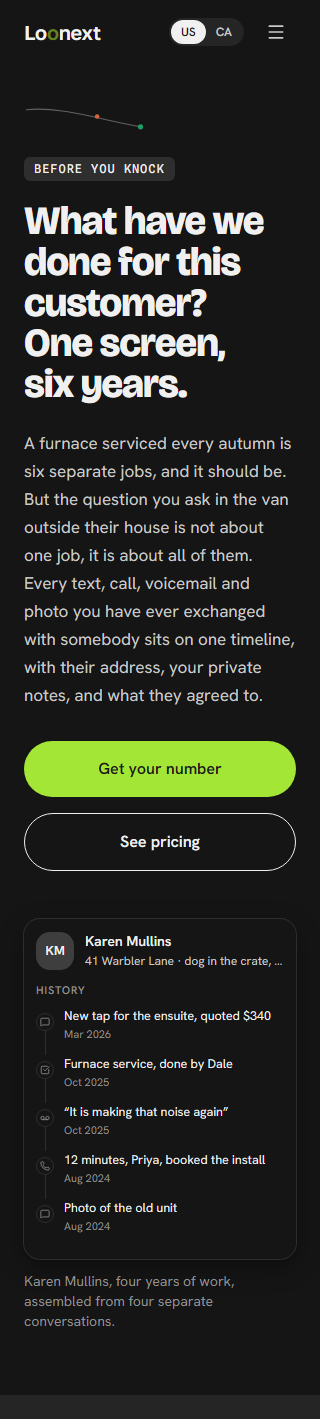 Loonext
US CA
BEFORE YOU KNOCK
What have we
done for this
customer?
One screen,
six years.
A furnace serviced every autumn is
six separate jobs, and it should be.
But the question you ask in the van
outside their house is not about
one job, it is about all of them.
Every text, call, voicemail and
photo you have ever exchanged
with somebody sits on one timeline,
with their address, your private
notes, and what they agreed to.
Get your number
See pricing
KM
Karen Mullins
41 Warbler Lane · dog in the crate, ...
HISTORY
New tap for the ensuite, quoted $340
Mar 2026
Furnace service, done by Dale
Oct 2025
“It is making that noise again”
Oct 2025
12 minutes, Priya, booked the install
Aug 2024
Photo of the old unit
Aug 2024
Karen Mullins, four years of work,
assembled from four separate
conversations.